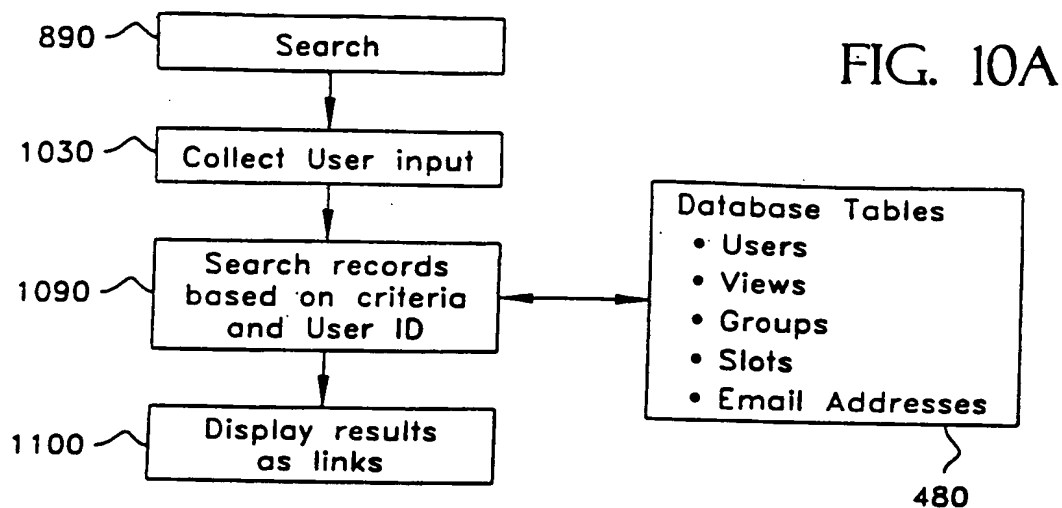 FIG. 10A
890
Search
1030
Collect User input
1090
Search records
based on criteria
and User ID
1100
Display results
as links
Database Tables
• Users
• Views
• Groups
• Slots
• Email Addresses
480